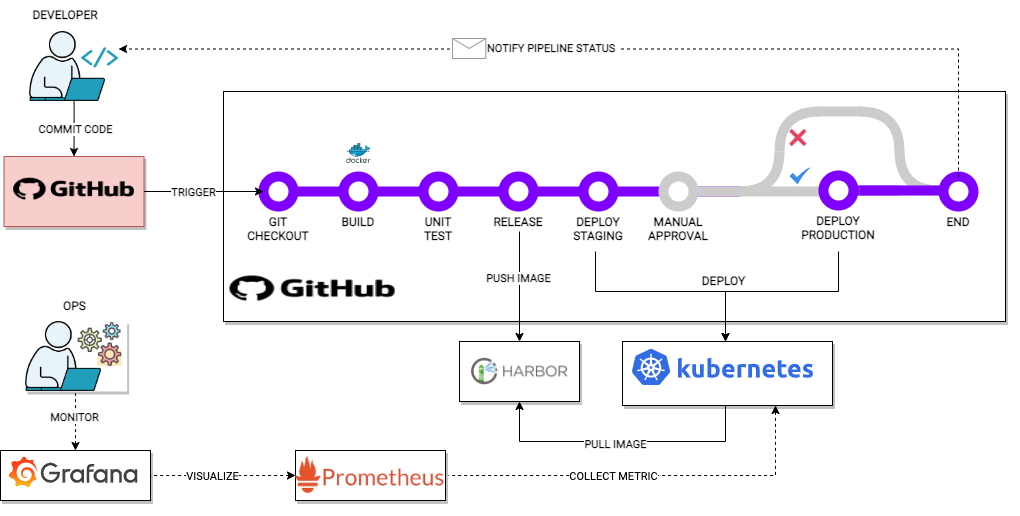 DEVELOPER
</>
NOTIFY PIPELINE STATUS
COMMIT CODE
GitHub
TRIGGER
docker
GIT
CHECKOUT
BUILD
UNIT
TEST
RELEASE
DEPLOY
STAGING
MANUAL
APPROVAL
DEPLOY
PRODUCTION
END
PUSH IMAGE
DEPLOY
GitHub
OPS
HARBOR
kubernetes
MONITOR
PULL IMAGE
Grafana
VISUALIZE
Prometheus
COLLECT METRIC